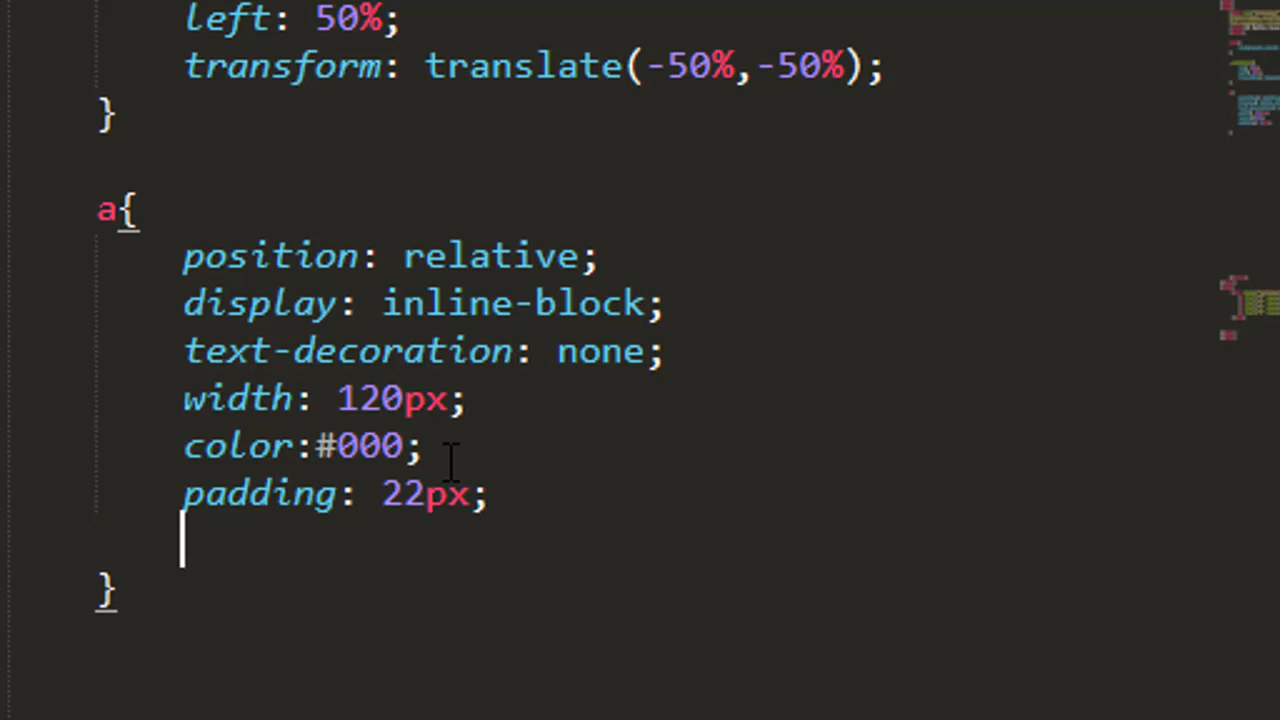 left: 50%;
transform: translate(-50%,-50%);
}
a{
position: relative;
display: inline-block;
text-decoration: none;
width: 120px;
color:#000;
padding: 22px;
}